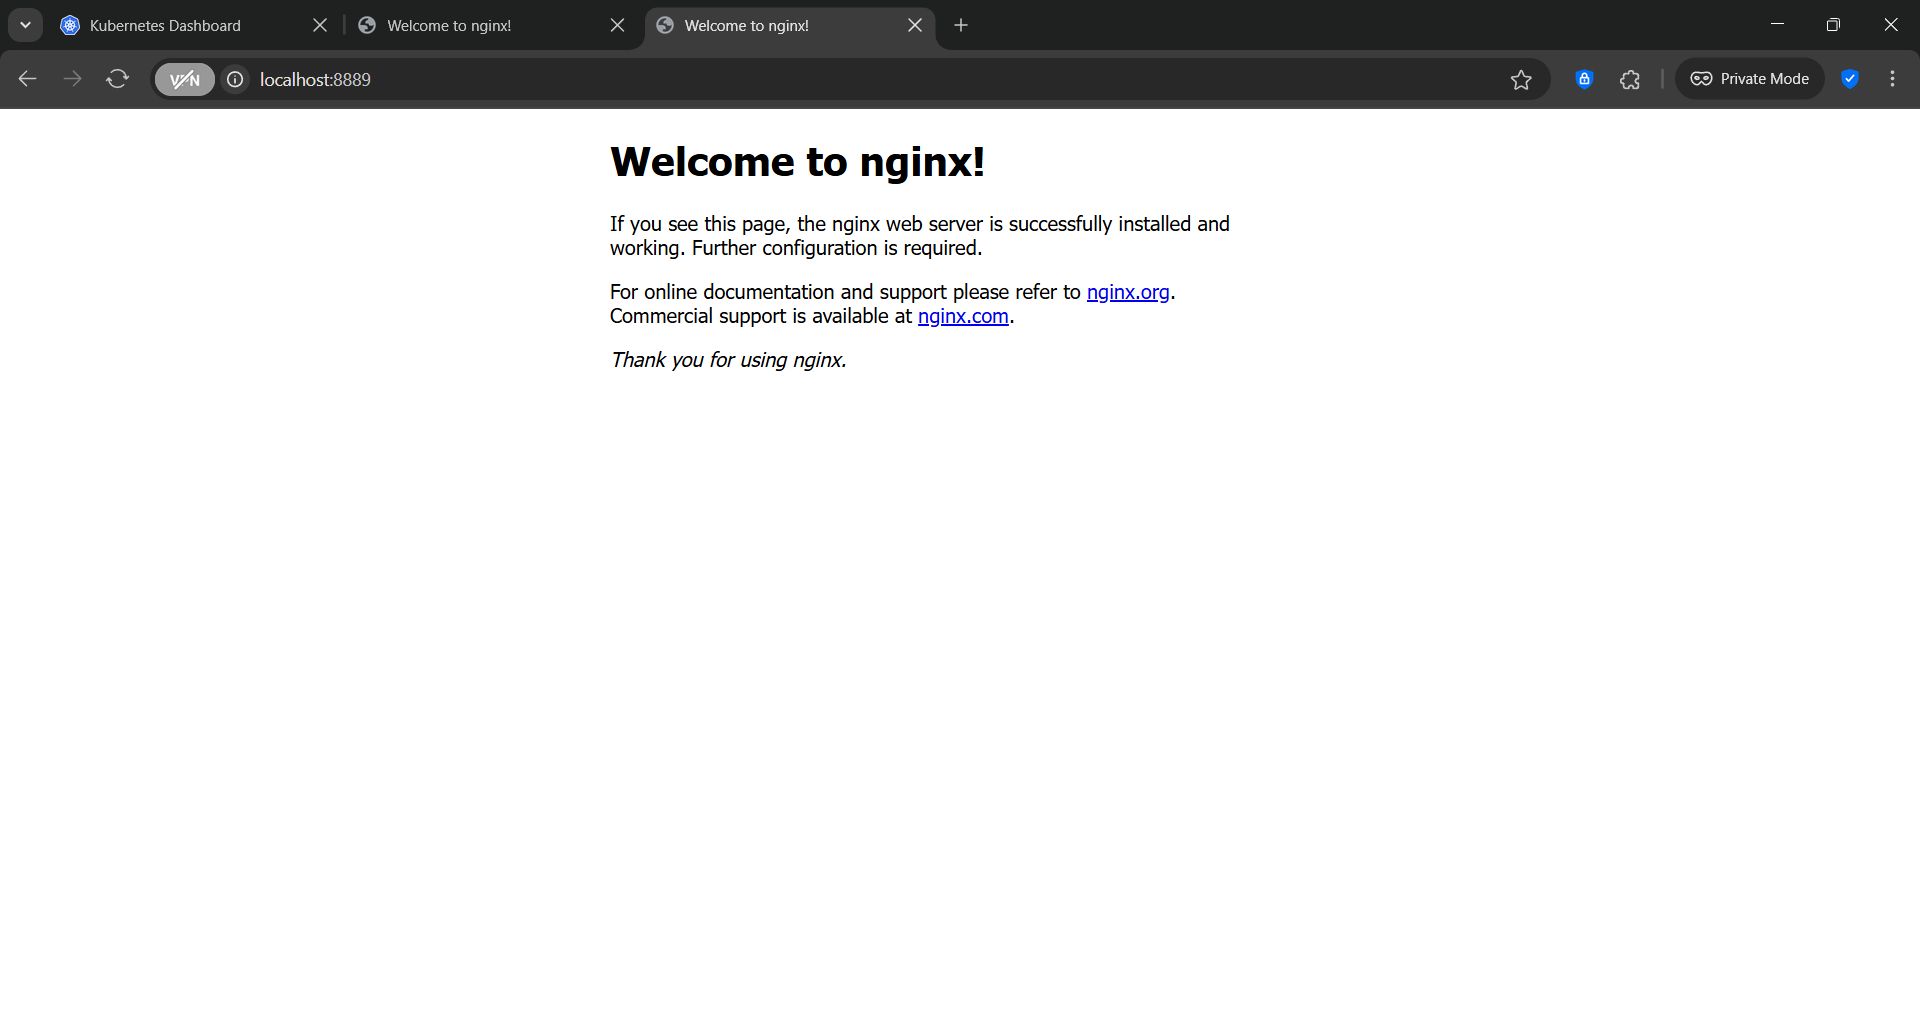 Kubernetes Dashboard
Welcome to nginx!
Welcome to nginx!
VPN
localhost:8889
Private Mode
Welcome to nginx!
If you see this page, the nginx web server is successfully installed and
working. Further configuration is required.
For online documentation and support please refer to nginx.org.
Commercial support is available at nginx.com.
Thank you for using nginx.